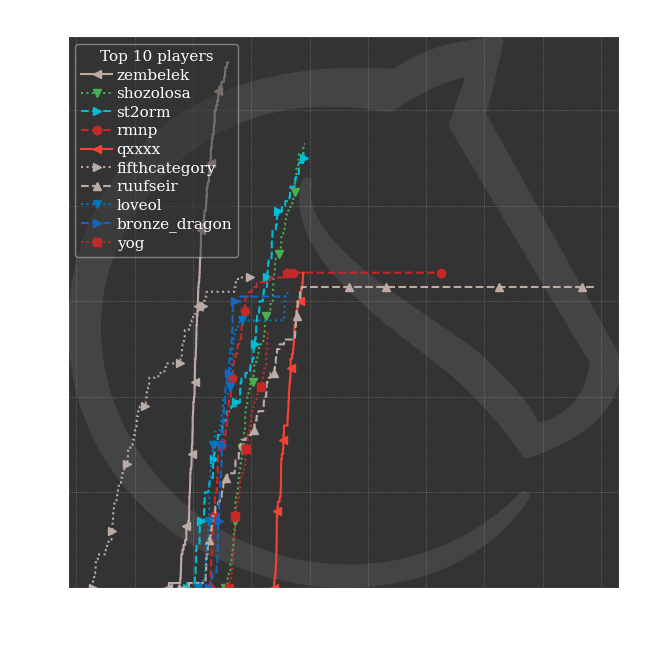 Top 10 players
zembelek
shozolosa
st2orm
rmnp
qxxxx
fifthcategory
ruufseir
loveol
bronze_dragon
yog